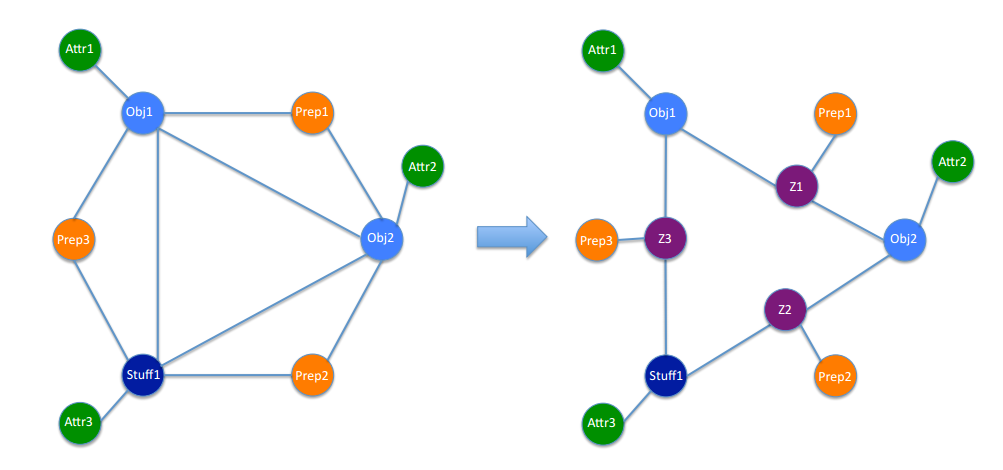 Attr1
Obj1
Prep1
Attr2
Prep3
Obj2
Stuff1
Prep2
Attr3
Attr1
Obj1
Prep1
Attr2
Z1
Prep3
Z3
Obj2
Z2
Stuff1
Prep2
Attr3